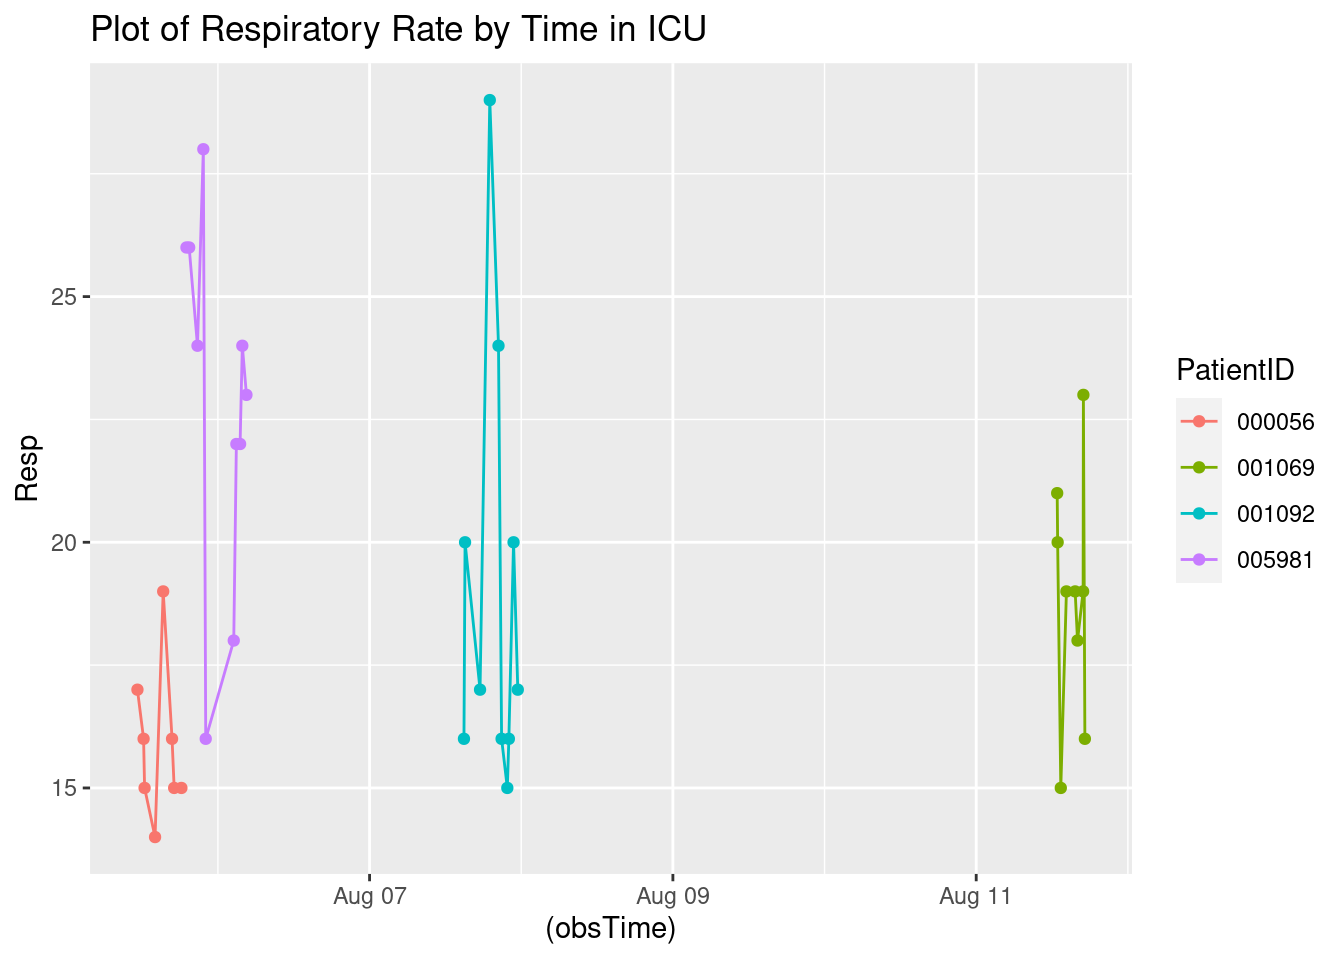 Plot of Respiratory Rate by Time in ICU
Resp
25
20
15
Aug 07
Aug 09
Aug 11
(obsTime)
PatientID
000056
001069
001092
005981